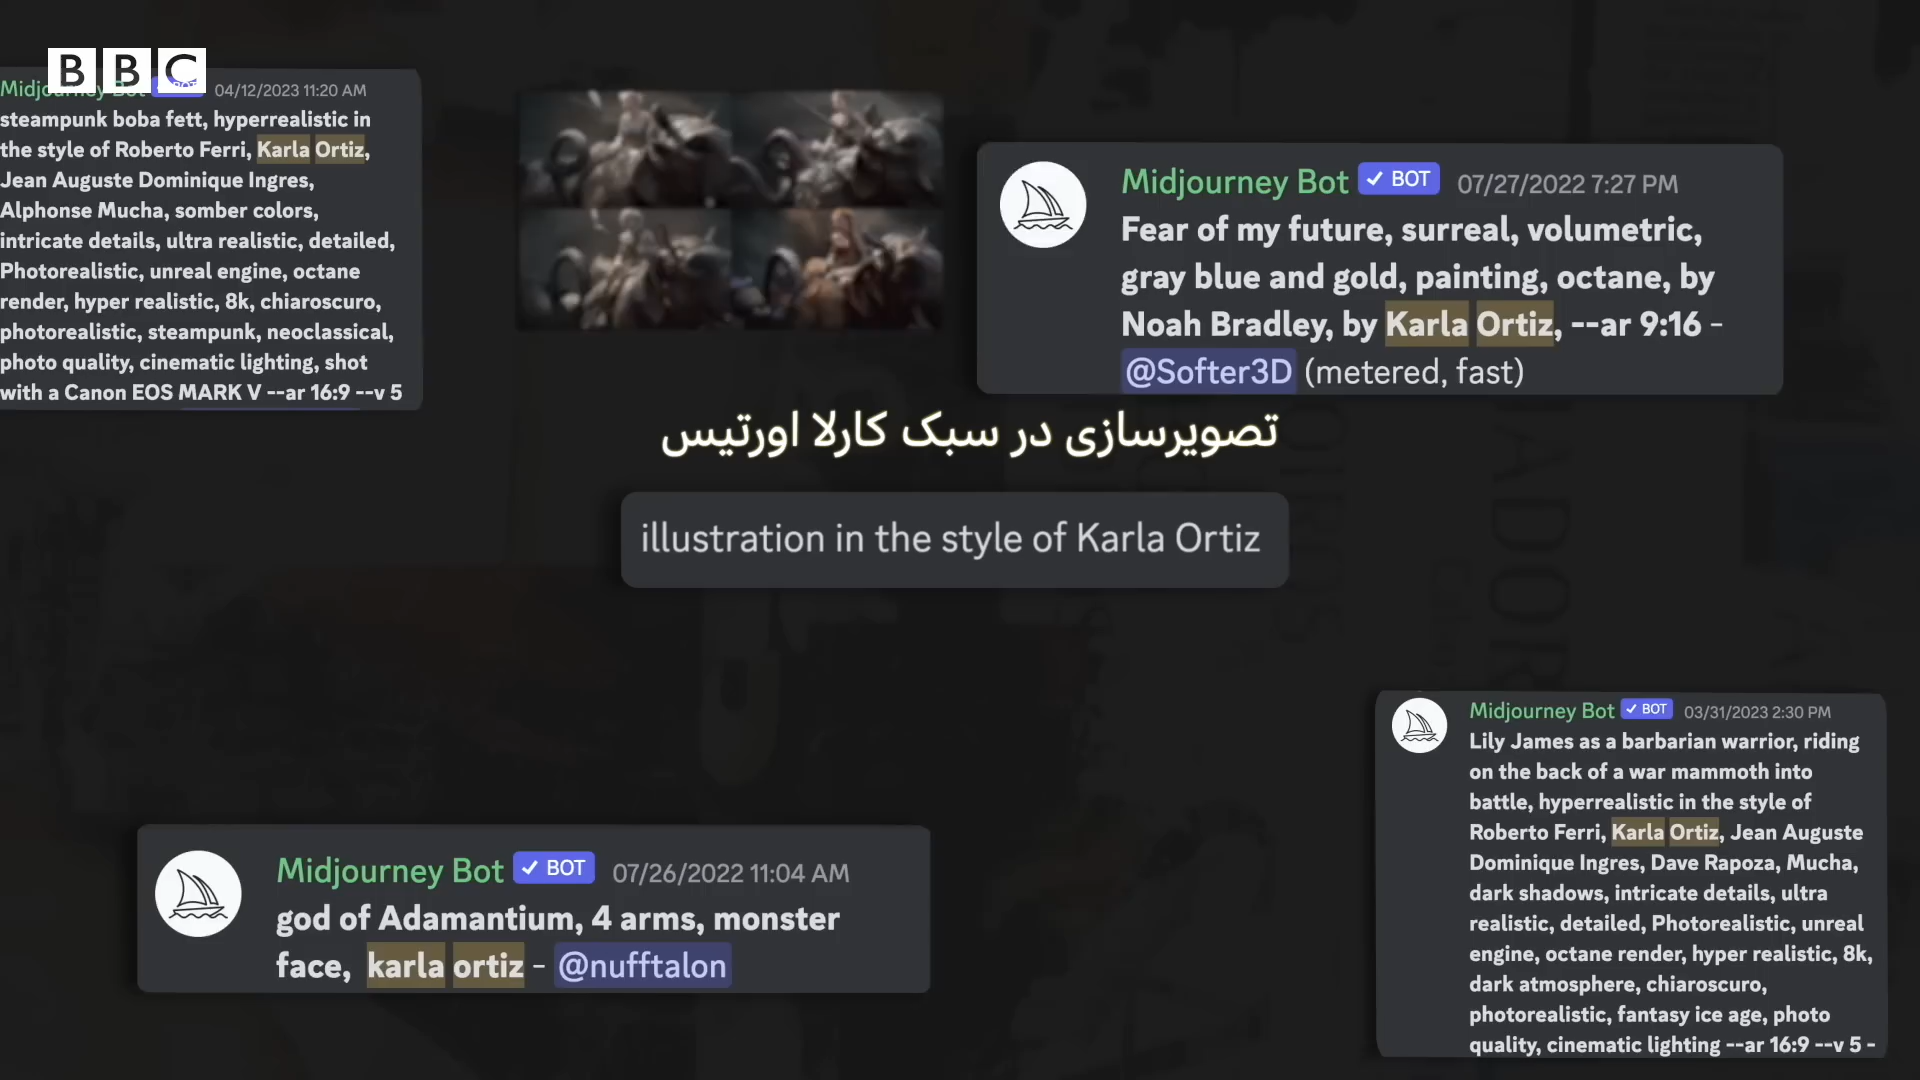 BBC
Midjourney Bot 04/12/2023 11:20 AM
steampunk boba fett, hyperrealistic in
the style of Roberto Ferri, Karla Ortiz,
Jean Auguste Dominique Ingres,
Alphonse Mucha, somber colors,
intricate details, ultra realistic, detailed,
Photorealistic, unreal engine, octane
render, hyper realistic, 8k, chiaroscuro,
photorealistic, steampunk, neoclassical,
photo quality, cinematic lighting, shot
with a Canon EOS MARK V --ar 16:9 --v 5
Midjourney Bot ✓ BOT 07/27/2022 7:27 PM
Fear of my future, surreal, volumetric,
gray blue and gold, painting, octane, by
Noah Bradley, by Karla Ortiz, --ar 9:16 -
@Softer3D (metered, fast)
تصویرسازی در سبک کارلا اورتیس
illustration in the style of Karla Ortiz
Midjourney Bot ✓ BOT 07/26/2022 11:04 AM
god of Adamantium, 4 arms, monster
face, karla ortiz - @nufftalon
Midjourney Bot ✓ BOT 03/31/2023 2:30 PM
Lily James as a barbarian warrior, riding
on the back of a war mammoth into
battle, hyperrealistic in the style of
Roberto Ferri, Karla Ortiz, Jean Auguste
Dominique Ingres, Dave Rapoza, Mucha,
dark shadows, intricate details, ultra
realistic, detailed, Photorealistic, unreal
engine, octane render, hyper realistic, 8k,
dark atmosphere, chiaroscuro,
photorealistic, fantasy ice age, photo
quality, cinematic lighting --ar 16:9 --v 5 -